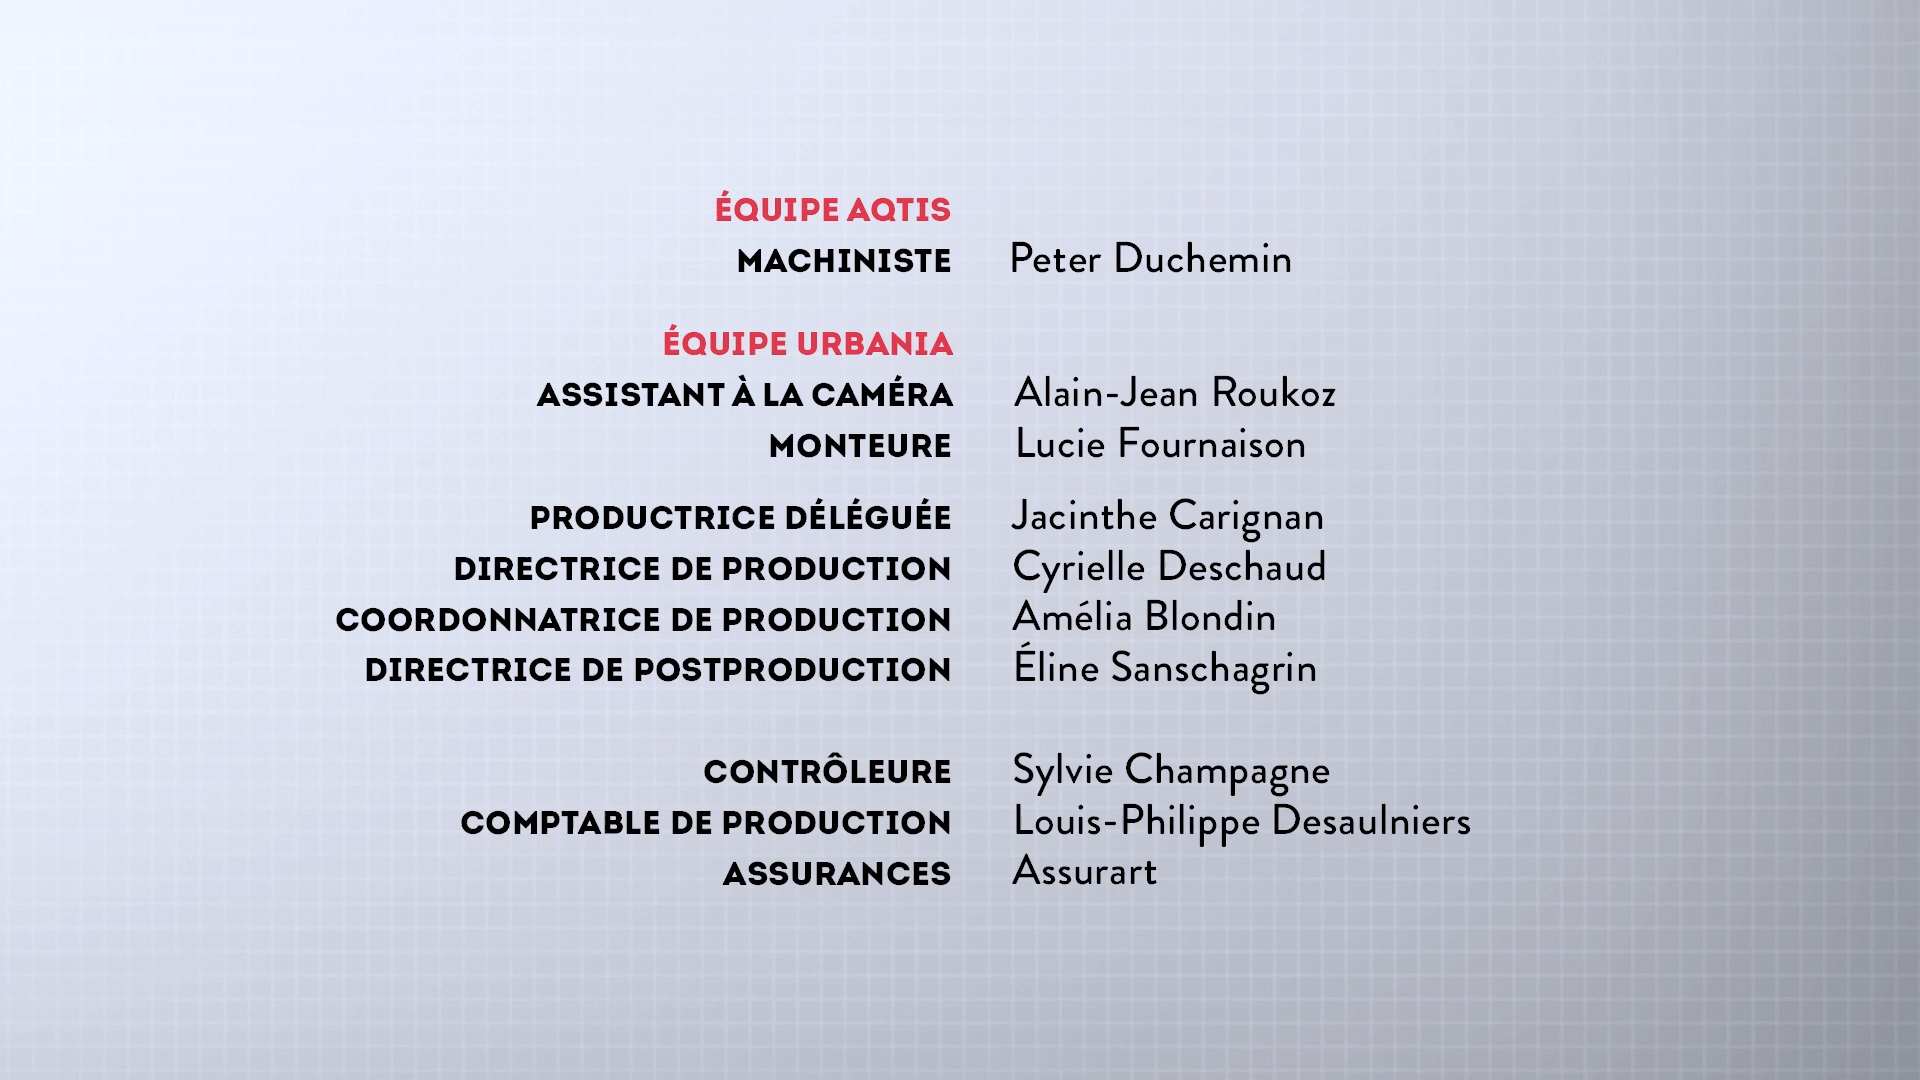 ÉQUIPE AQTIS
MACHINISTE Peter Duchemin
ÉQUIPE URBANIA
ASSISTANT À LA CAMÉRA Alain-Jean Roukoz
MONTEURE Lucie Fournaison
PRODUCTRICE DÉLÉGUÉE Jacinthe Carignan
DIRECTRICE DE PRODUCTION Cyrielle Deschaud
COORDONNATRICE DE PRODUCTION Amélia Blondin
DIRECTRICE DE POSTPRODUCTION Éline Sanschagrin
CONTRÔLEURE Sylvie Champagne
COMPTABLE DE PRODUCTION Louis-Philippe Desaulniers
ASSURANCES Assurart